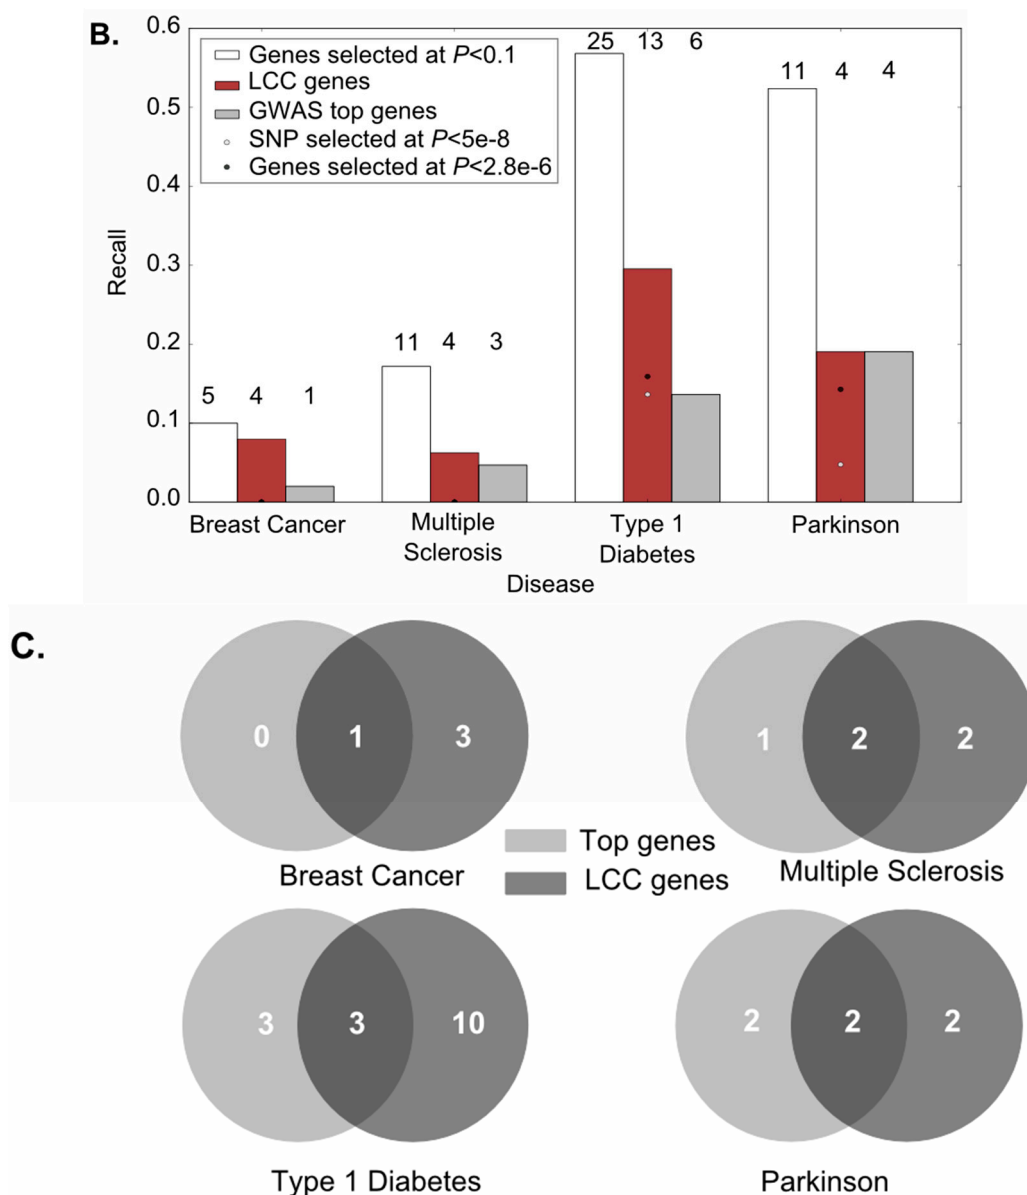 B.
0.6
0.5
0.4
0.3
0.2
0.1
0.0
Recall
Genes selected at P<0.1
LCC genes
GWAS top genes
SNP selected at P<5e-8
Genes selected at P<2.8e-6
5 4 1
11 4 3
25 13 6
11 4 4
Breast Cancer
Multiple
Sclerosis
Type 1
Diabetes
Parkinson
Disease
C.
0 1 3
Breast Cancer
1 2 2
Multiple Sclerosis
Top genes
LCC genes
3 3 10
Type 1 Diabetes
2 2 2
Parkinson